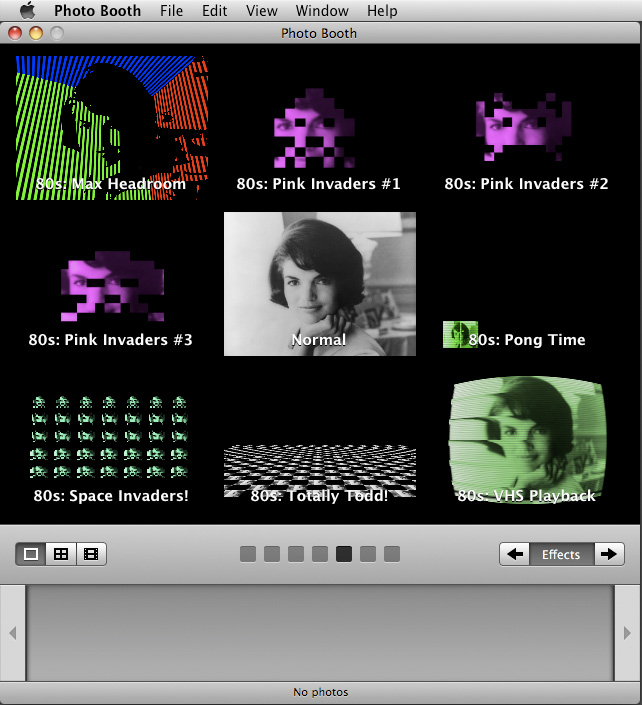 Photo Booth File Edit View Window Help
Photo Booth
80s: Max Headroom
80s: Pink Invaders #1
80s: Pink Invaders #2
80s: Pink Invaders #3
Normal
80s: Pong Time
80s: Space Invaders!
80s: Totally Todd!
80s: VHS Playback
Effects
No photos